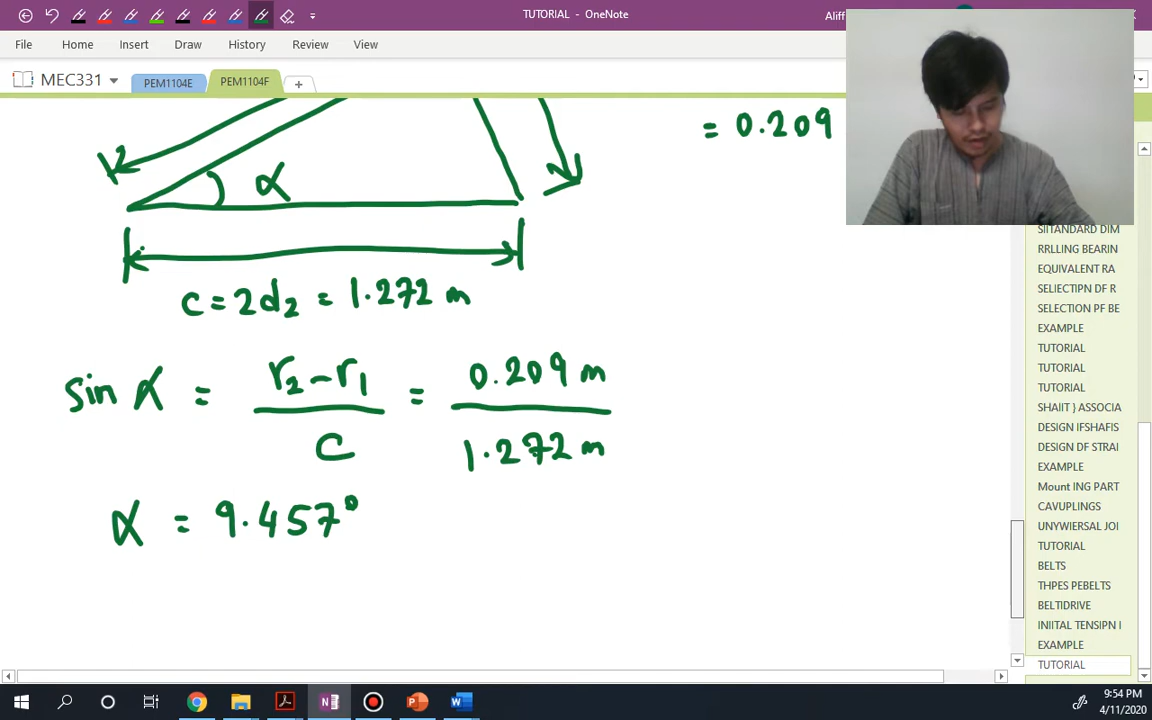 TUTORIAL - OneNote
Aliff
File Home Insert Draw History Review View
MEC331
PEM1104E PEM1104F
= 0.209
α
c = 2d₂ = 1.272 m
sin α = r₂ - r₁ / C = 0.209 m / 1.272 m
α = 9.457°
SIITANDARD DIM
RRLLING BEARIN
EQUIVALENT RA
SELIECTIPN DF R
SELECTION PF BE
EXAMPLE
TUTORIAL
TUTORIAL
TUTORIAL
SHAIIT } ASSOCIA
DESIGN IFSHAFIS
DESIGN DF STRAI
EXAMPLE
Mount ING PART
CAVUPLINGS
UNYWIERSAL JOI
TUTORIAL
BELTS
THPES PEBELTS
BELTIDRIVE
INIITAL TENSIPN I
EXAMPLE
TUTORIAL
9:54 PM
4/11/2020